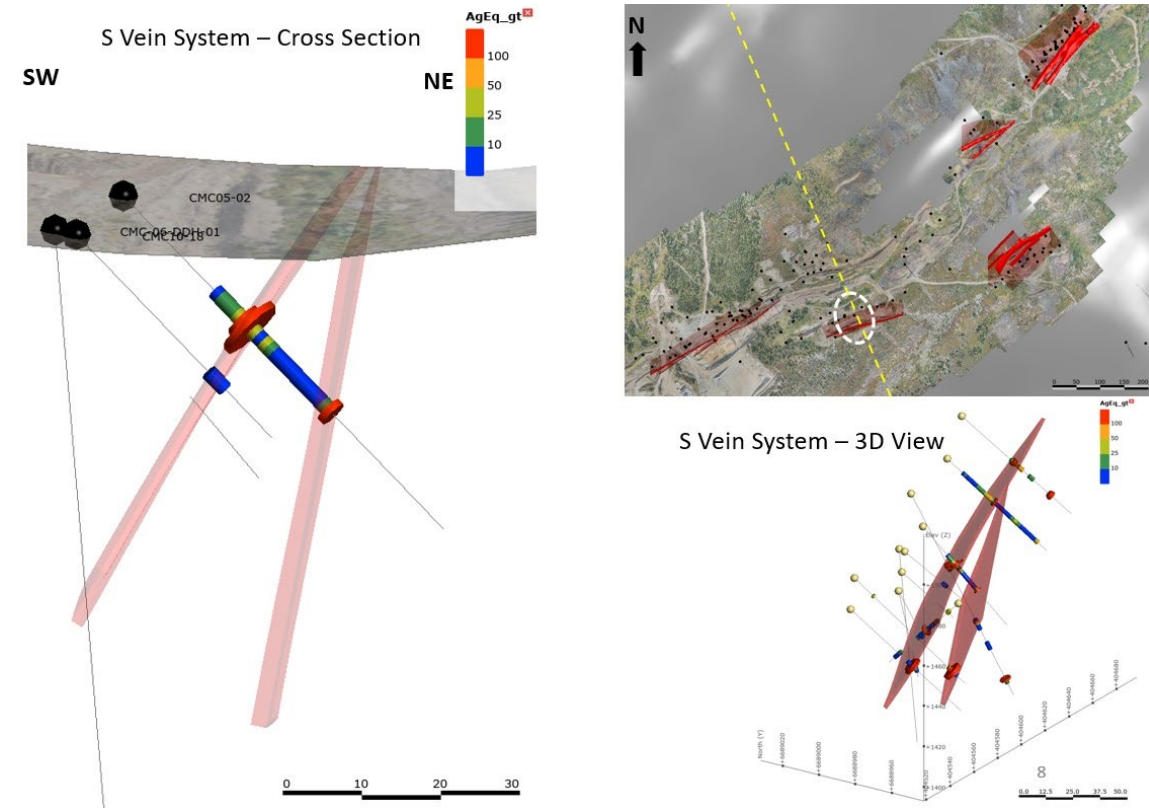 AgEq_gt
S Vein System – Cross Section
SW
NE
100
50
25
10
CMC05-02
CMC-06-DDH-01
CMC10-18
0 10 20 30
N
0 50 100 150 200
AgEq_gt
100
50
25
10
S Vein System – 3D View
Elev (Z)
+1460
+1440
+1420
+1400
North (Y)
+6689020
+6689000
+6688980
+6688960
+404520
+404540
+404560
+404580
+404600
+404620
+404640
+404660
+404680
8
0.0 12.5 25.0 37.5 50.0